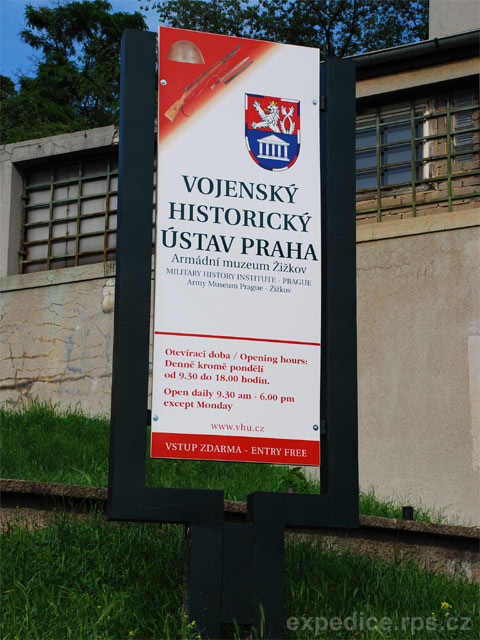 VOJENSKÝ
HISTORICKÝ
ÚSTAV PRAHA
Armádní muzeum Žižkov
MILITARY HISTORY INSTITUTE - PRAGUE
Army Museum Prague - Žižkov
Otevírací doba / Opening hours:
Denně kromě pondělí
od 9.30 do 18.00 hodin.
Open daily 9.30 am - 6.00 pm
except Monday
www.vhu.cz
VSTUP ZDARMA - ENTRY FREE
expedice.rps.cz